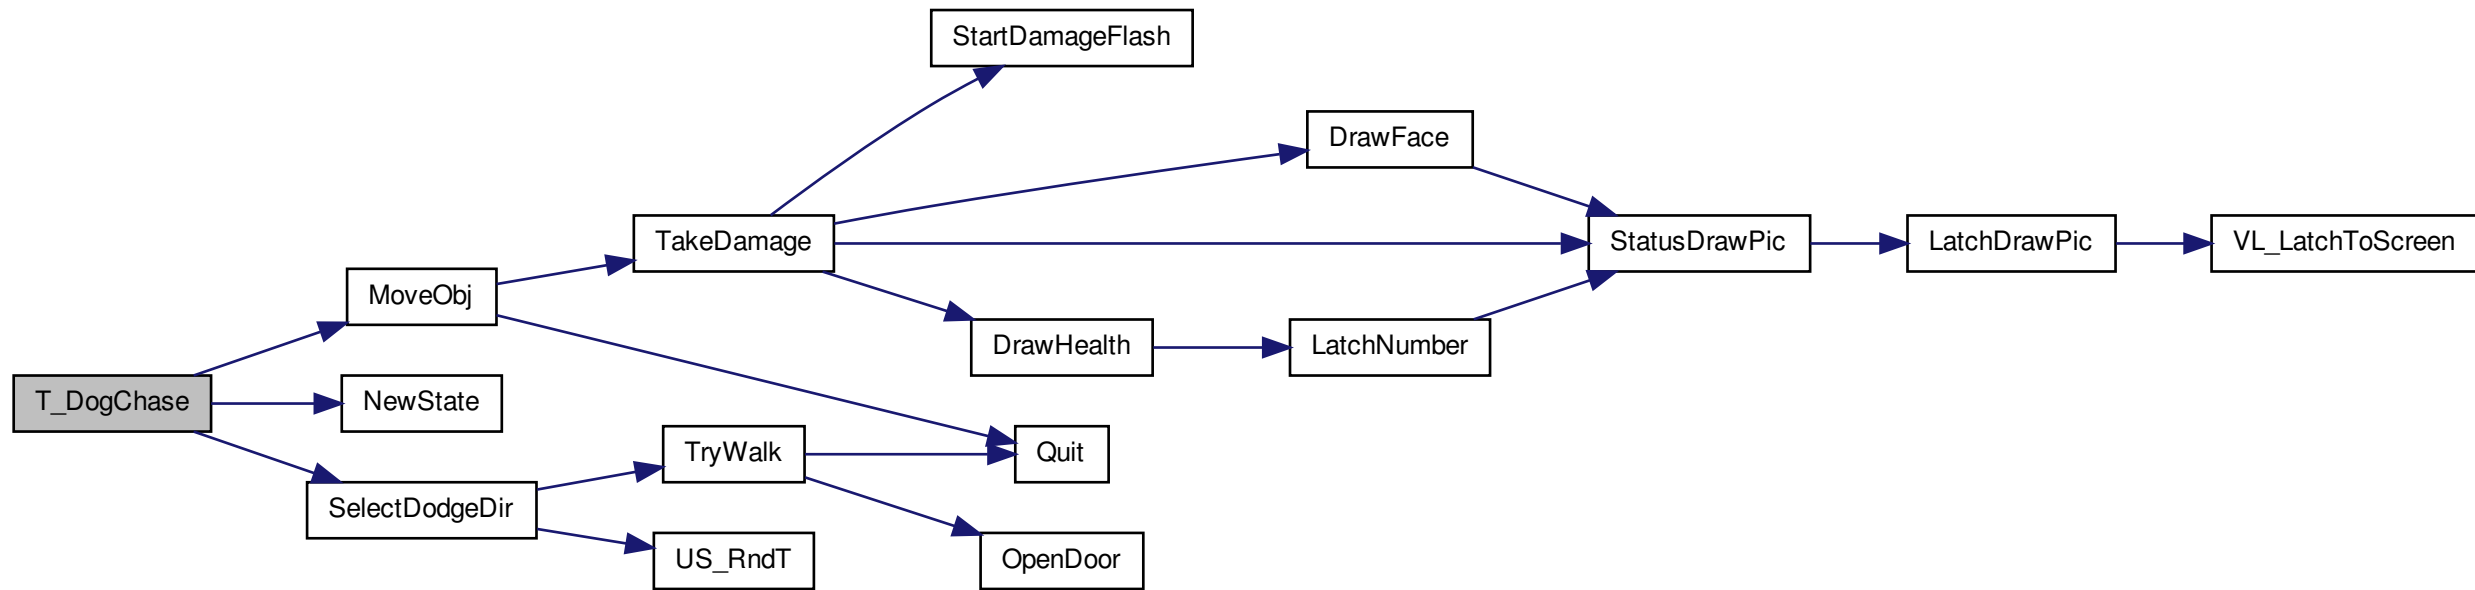 StartDamageFlash
DrawFace
TakeDamage
StatusDrawPic
LatchDrawPic
VL_LatchToScreen
MoveObj
DrawHealth
LatchNumber
T_DogChase
NewState
TryWalk
Quit
SelectDodgeDir
US_RndT
OpenDoor